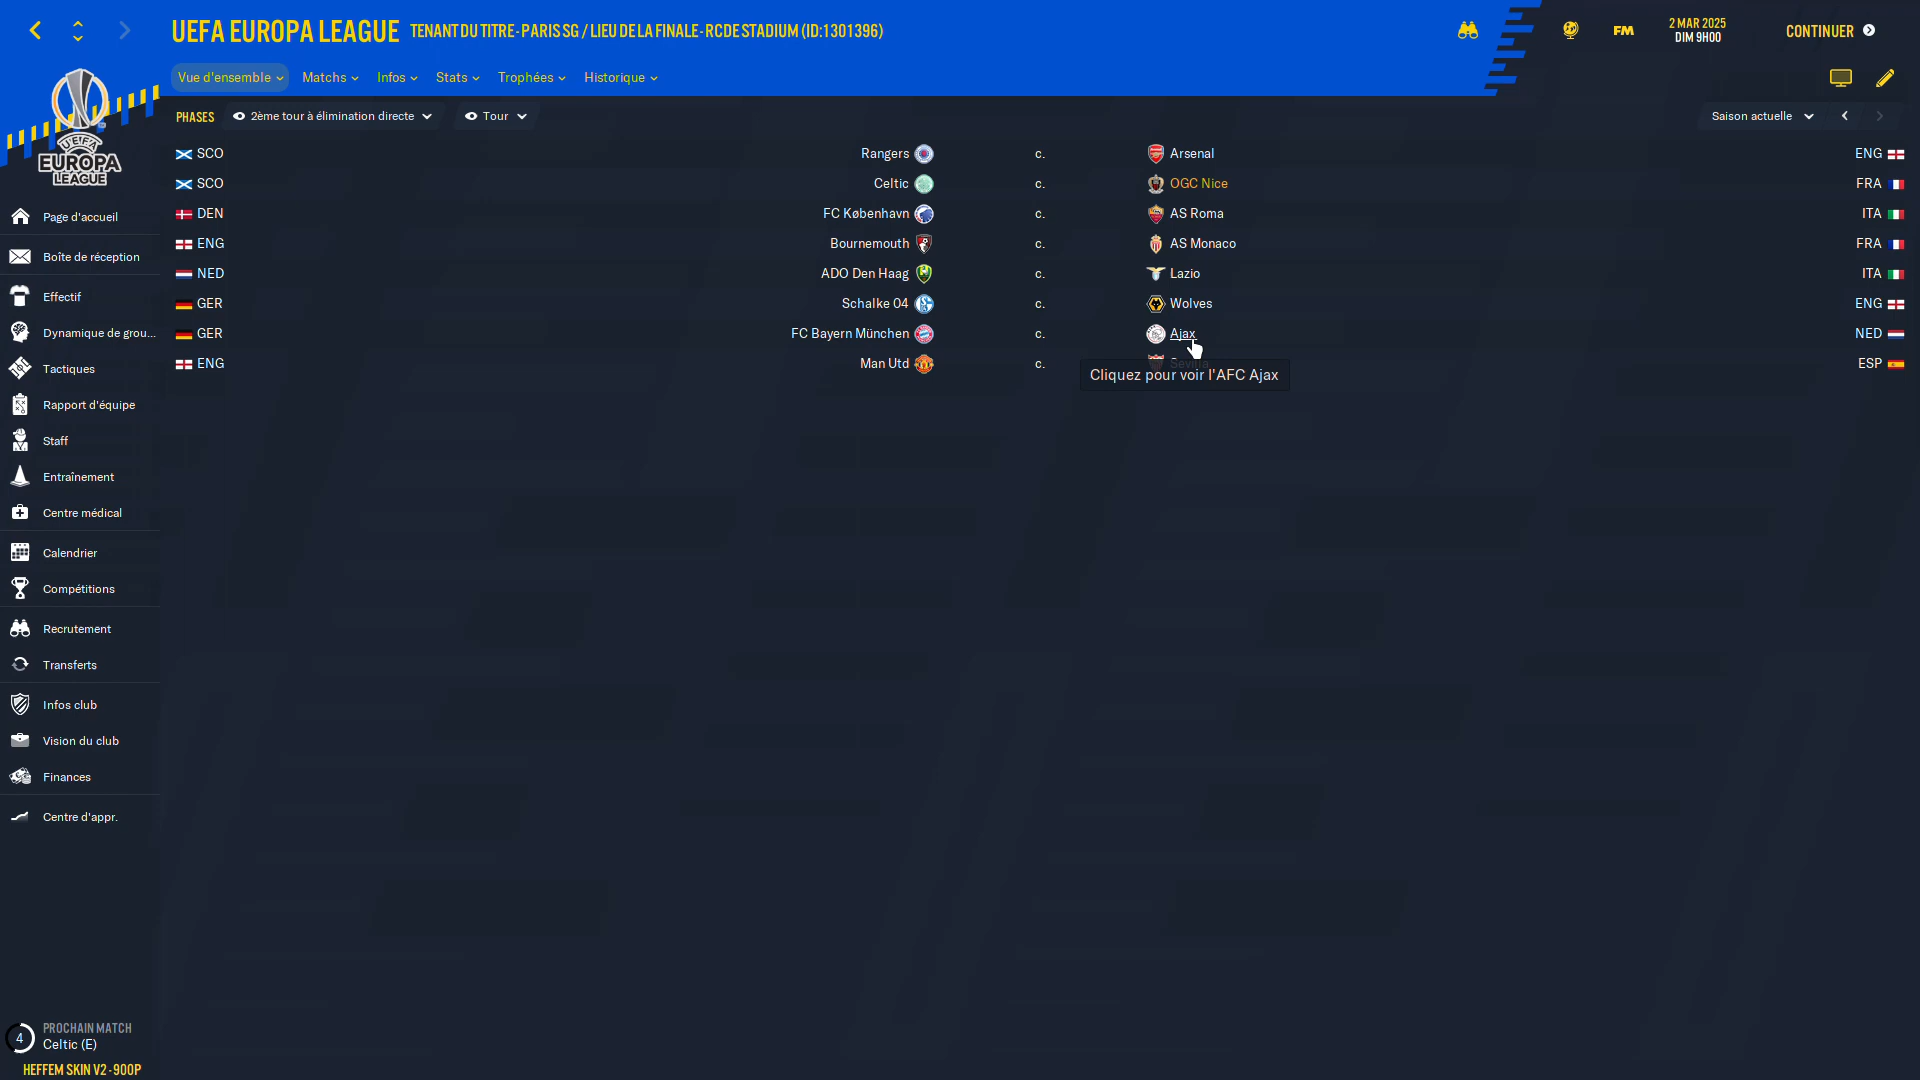 UEFA EUROPA LEAGUE TENANT DU TITRE - PARIS SG / LIEU DE LA FINALE - RCDE STADIUM (ID:1301396)
FM
2 MAR 2025
DIM 9H00
CONTINUER
Vue d'ensemble Matchs Infos Stats Trophées Historique
UEFA
EUROPA
LEAGUE
PHASES 2ème tour à élimination directe Tour Saison actuelle
SCO Rangers c. Arsenal ENG
SCO Celtic c. OGC Nice FRA
DEN FC København c. AS Roma ITA
ENG Bournemouth c. AS Monaco FRA
NED ADO Den Haag c. Lazio ITA
GER Schalke 04 c. Wolves ENG
GER FC Bayern München c. Ajax NED
ENG Man Utd c. Sevilla ESP
Cliquez pour voir l'AFC Ajax
Page d'accueil
Boîte de réception
Effectif
Dynamique de grou...
Tactiques
Rapport d'équipe
Staff
Entraînement
Centre médical
Calendrier
Compétitions
Recrutement
Transferts
Infos club
Vision du club
Finances
Centre d'appr.
4
PROCHAIN MATCH
Celtic (E)
HEFFEM SKIN V2 - 900P